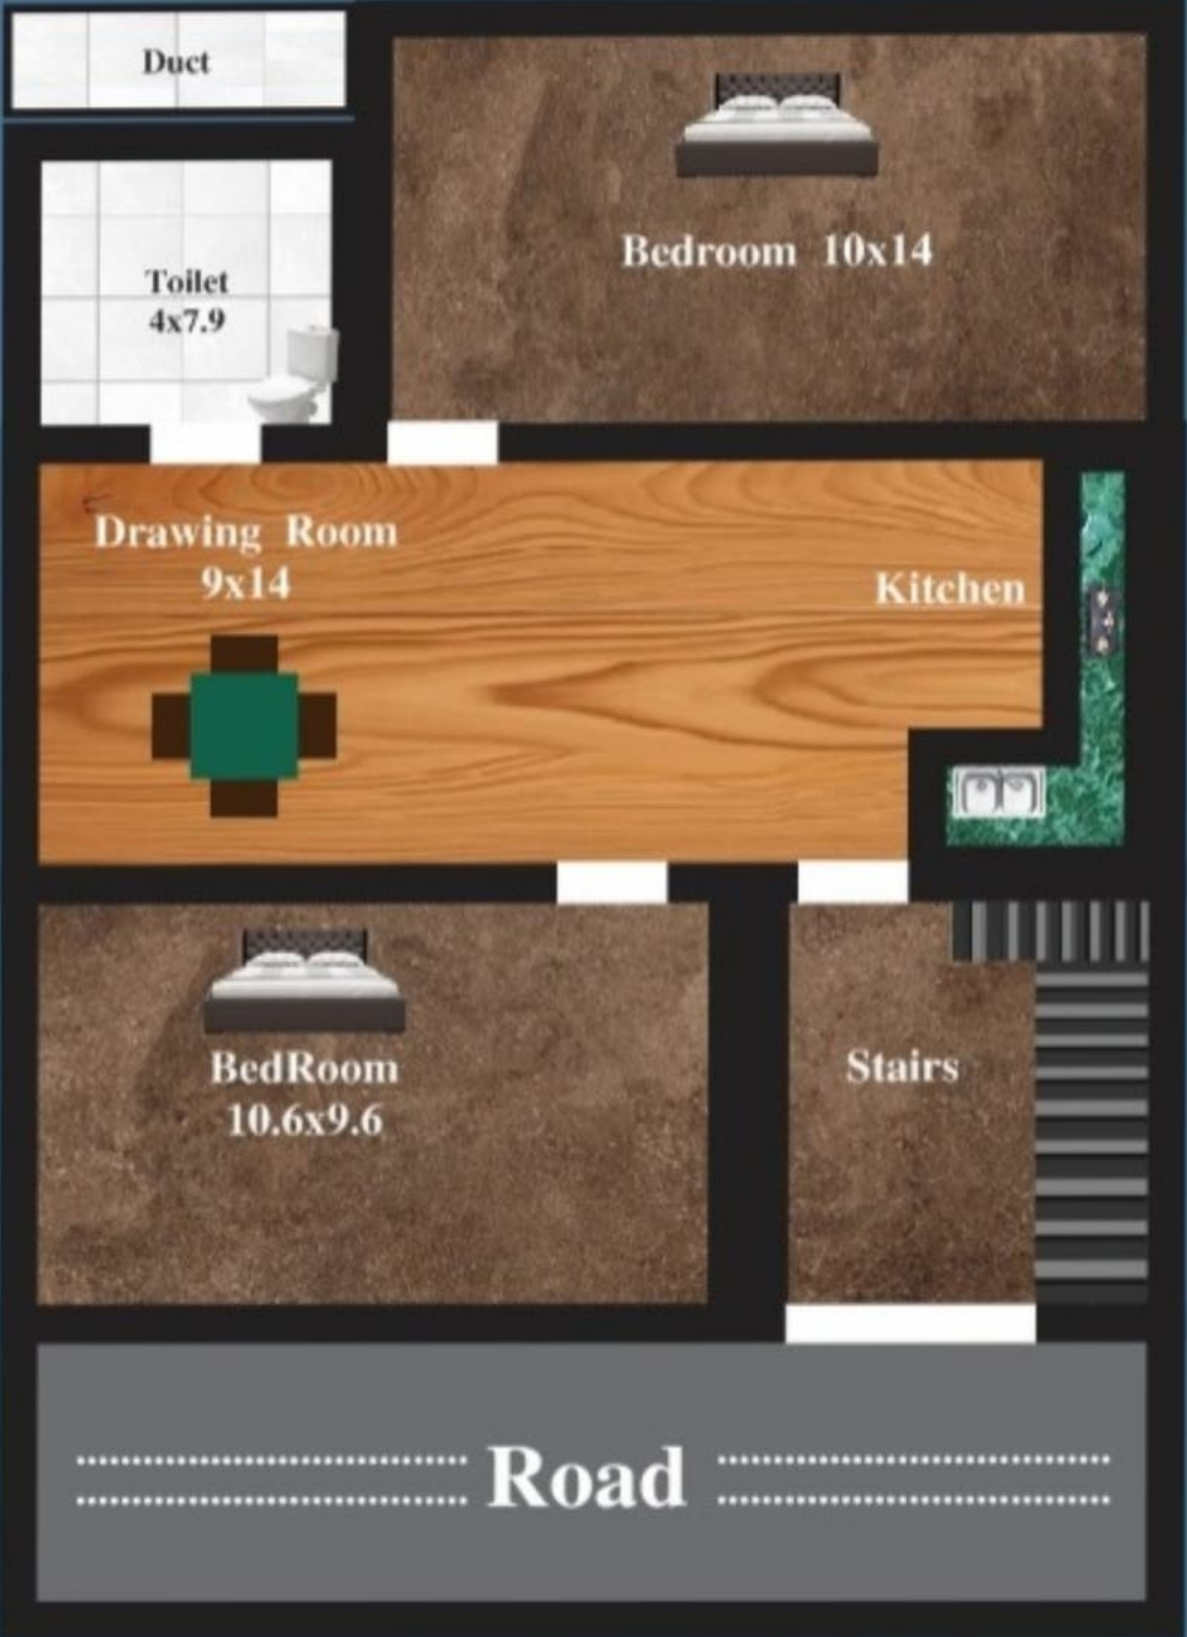 Duct
Bedroom 10x14
Toilet
4x7.9
Drawing Room
9x14
Kitchen
BedRoom
10.6x9.6
Stairs
Road